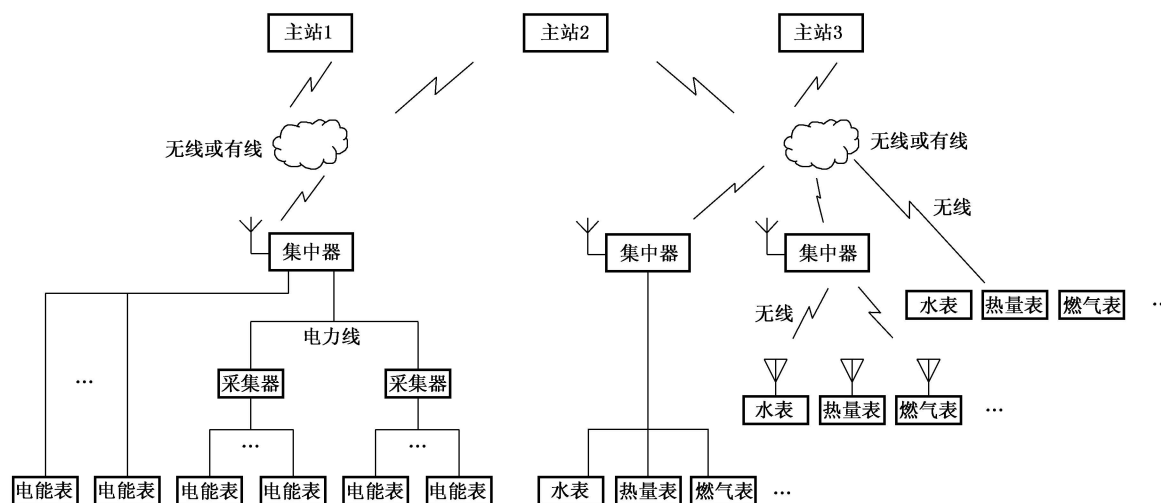 主站1
主站2
主站3
无线或有线
无线或有线
无线
集中器
集中器
集中器
水表
热量表
燃气表
…
无线
电力线
…
采集器
采集器
水表
热量表
燃气表
…
…
…
电能表
电能表
电能表
电能表
电能表
电能表
水表
热量表
燃气表
…